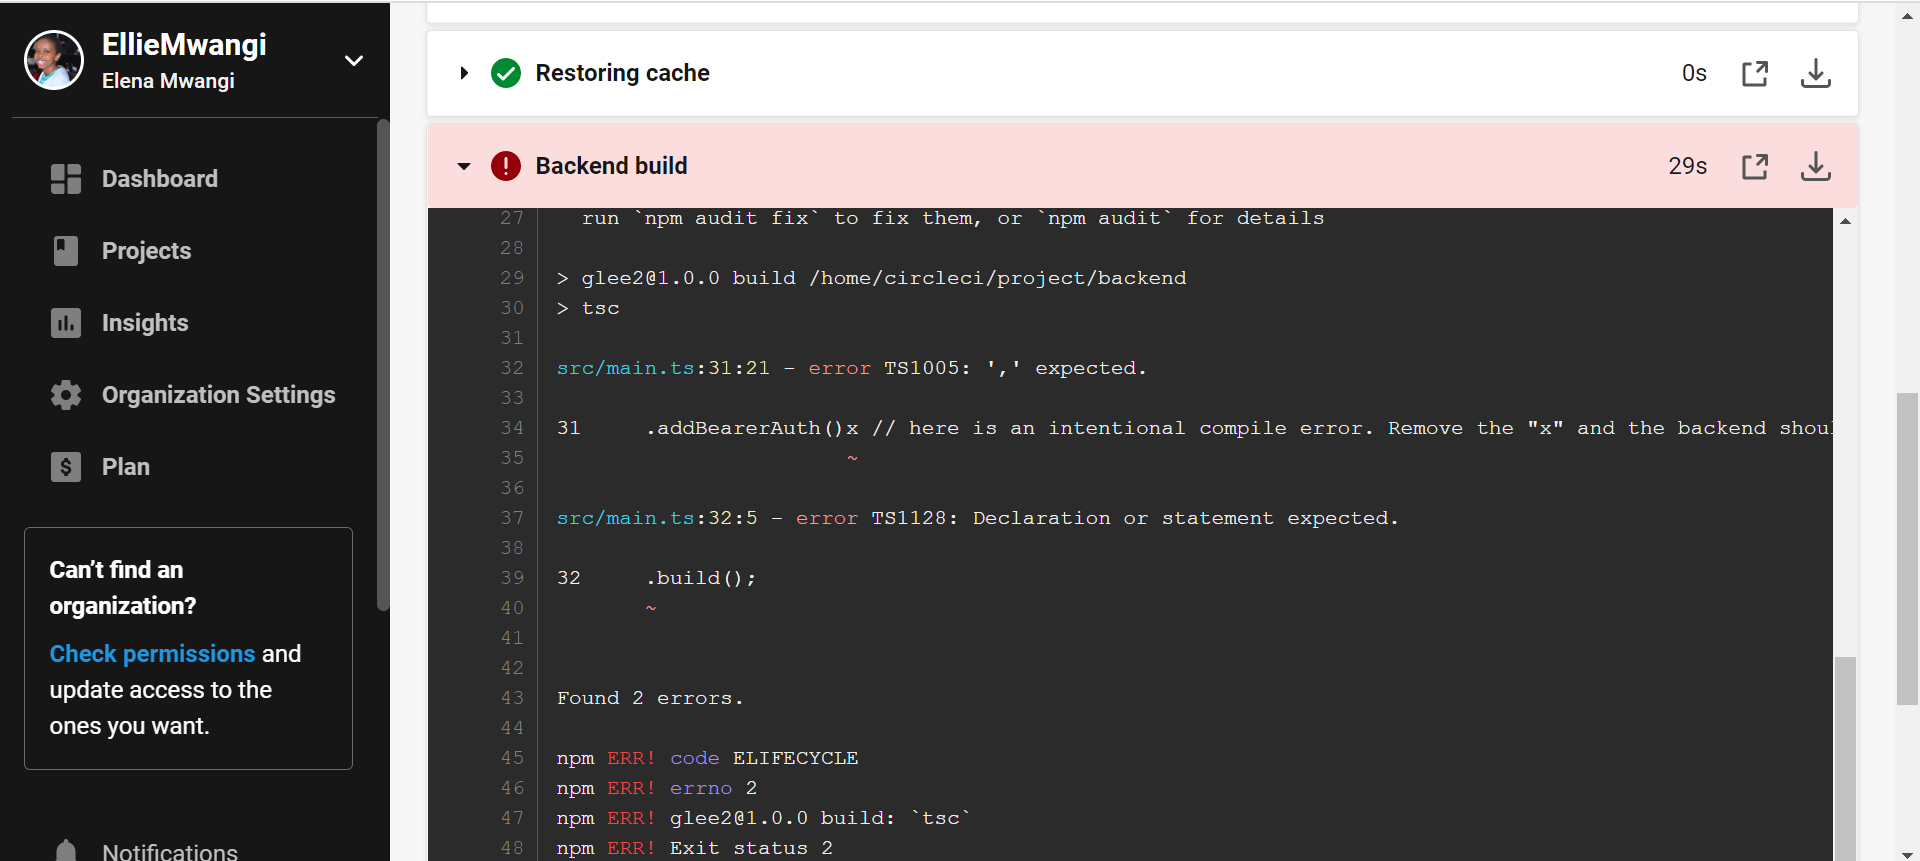 EllieMwangi
Elena Mwangi
Dashboard
Projects
Insights
Organization Settings
Plan
Can't find an
organization?
Check permissions and
update access to the
ones you want.
Notifications
Restoring cache 0s
Backend build 29s
27 run `npm audit fix` to fix them, or `npm audit` for details
28
29 > glee2@1.0.0 build /home/circleci/project/backend
30 > tsc
31
32 src/main.ts:31:21 - error TS1005: ',' expected.
33
34 31 .addBearerAuth()x // here is an intentional compile error. Remove the "x" and the backend shoul
35 ~
36
37 src/main.ts:32:5 - error TS1128: Declaration or statement expected.
38
39 32 .build();
40 ~
41
42
43 Found 2 errors.
44
45 npm ERR! code ELIFECYCLE
46 npm ERR! errno 2
47 npm ERR! glee2@1.0.0 build: `tsc`
48 npm ERR! Exit status 2